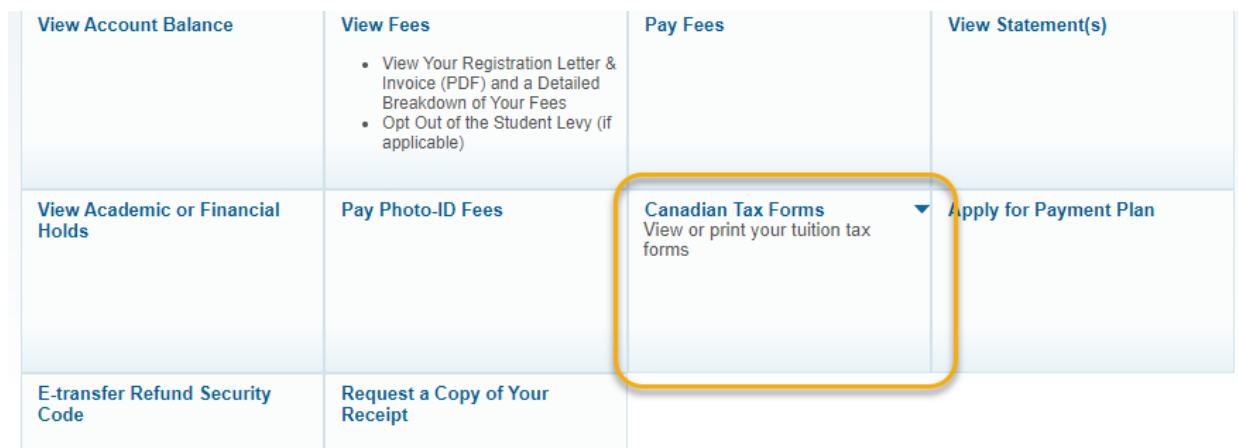 View Account Balance
View Fees
• View Your Registration Letter &
Invoice (PDF) and a Detailed
Breakdown of Your Fees
• Opt Out of the Student Levy (if
applicable)
Pay Fees
View Statement(s)
View Academic or Financial
Holds
Pay Photo-ID Fees
Canadian Tax Forms
View or print your tuition tax
forms
Apply for Payment Plan
E-transfer Refund Security
Code
Request a Copy of Your
Receipt